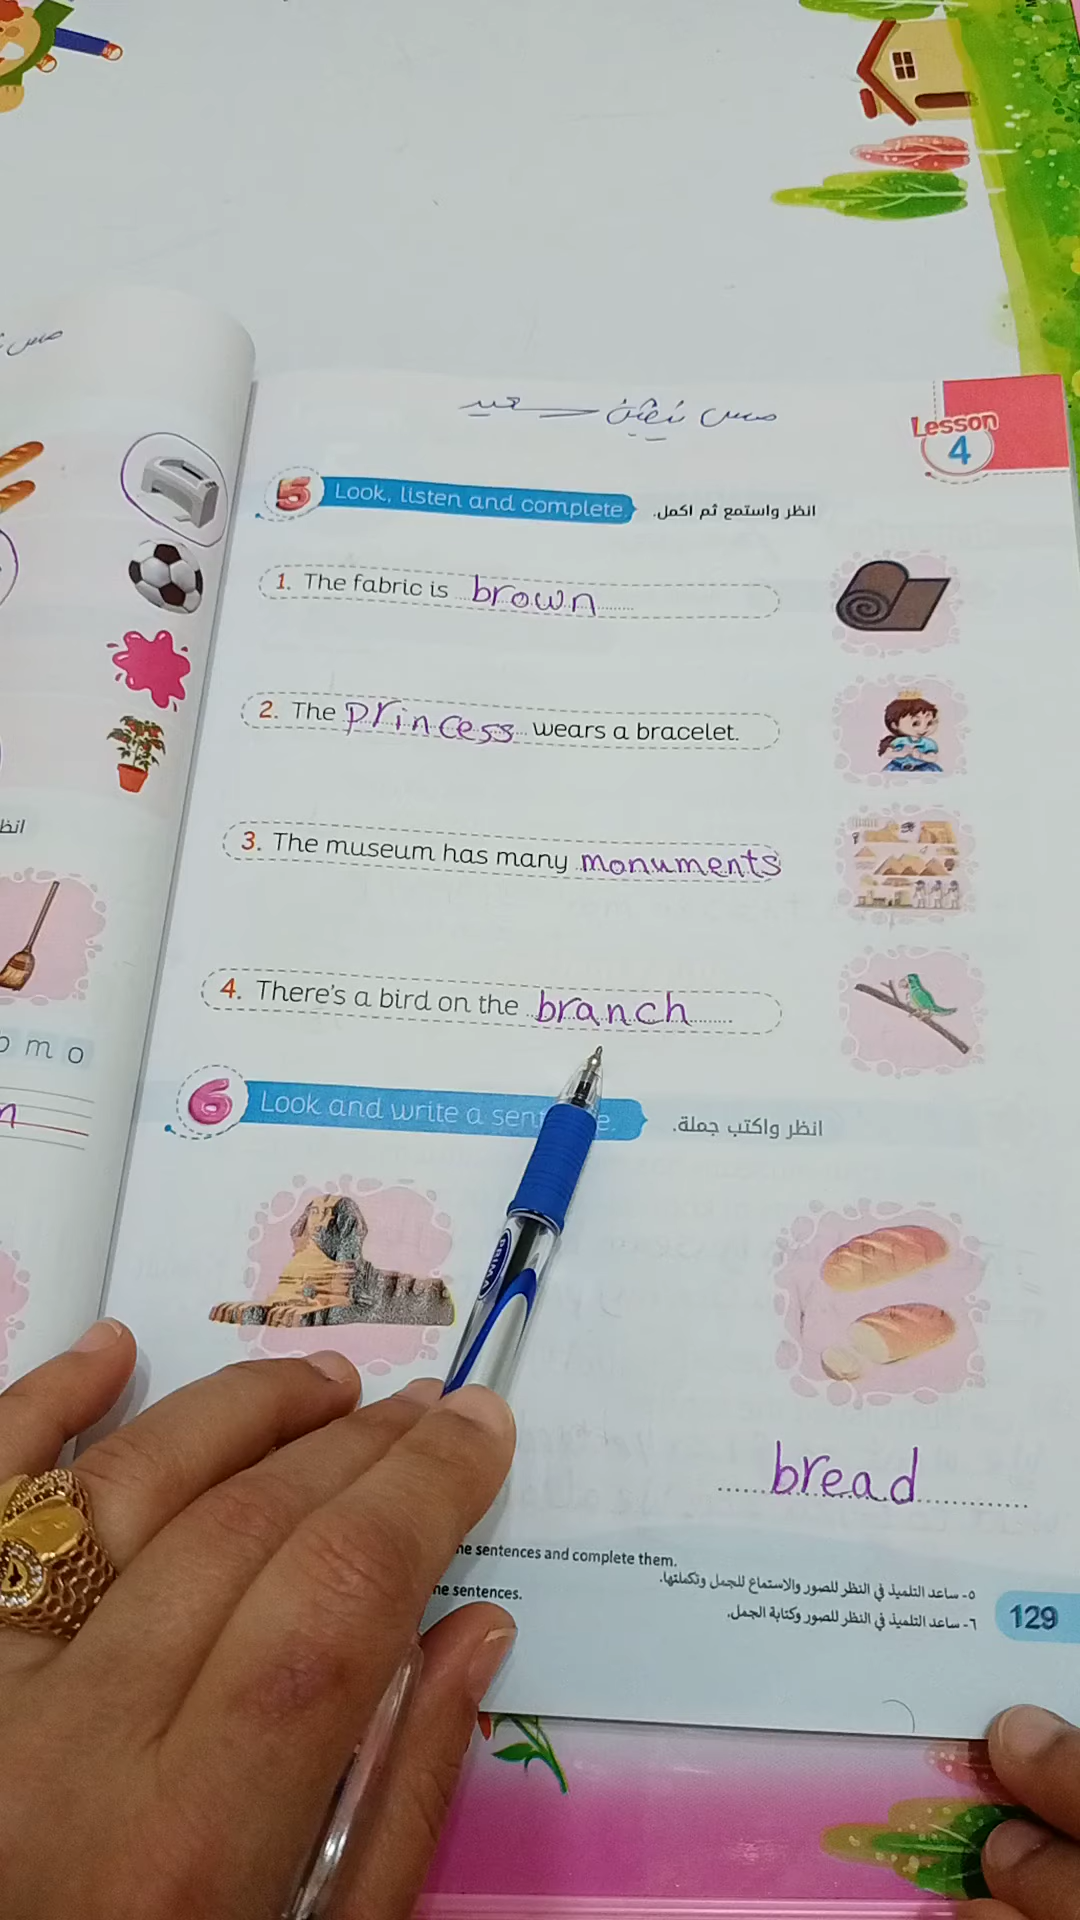 مس نيفين سعيد
Lesson
4
5 Look, listen and complete. انظر واستمع ثم اكمل.
1. The fabric is brown
2. The princess wears a bracelet.
3. The museum has many monuments
4. There's a bird on the branch
m o
6 Look and write a انظر واكتب جملة.
PRIMA
bread
sentences and complete them.
٥- ساعد التلميذ في النظر للصور والاستماع للجمل وتكملتها.
sentences.
٦- ساعد التلميذ في النظر للصور وكتابة الجمل.
129